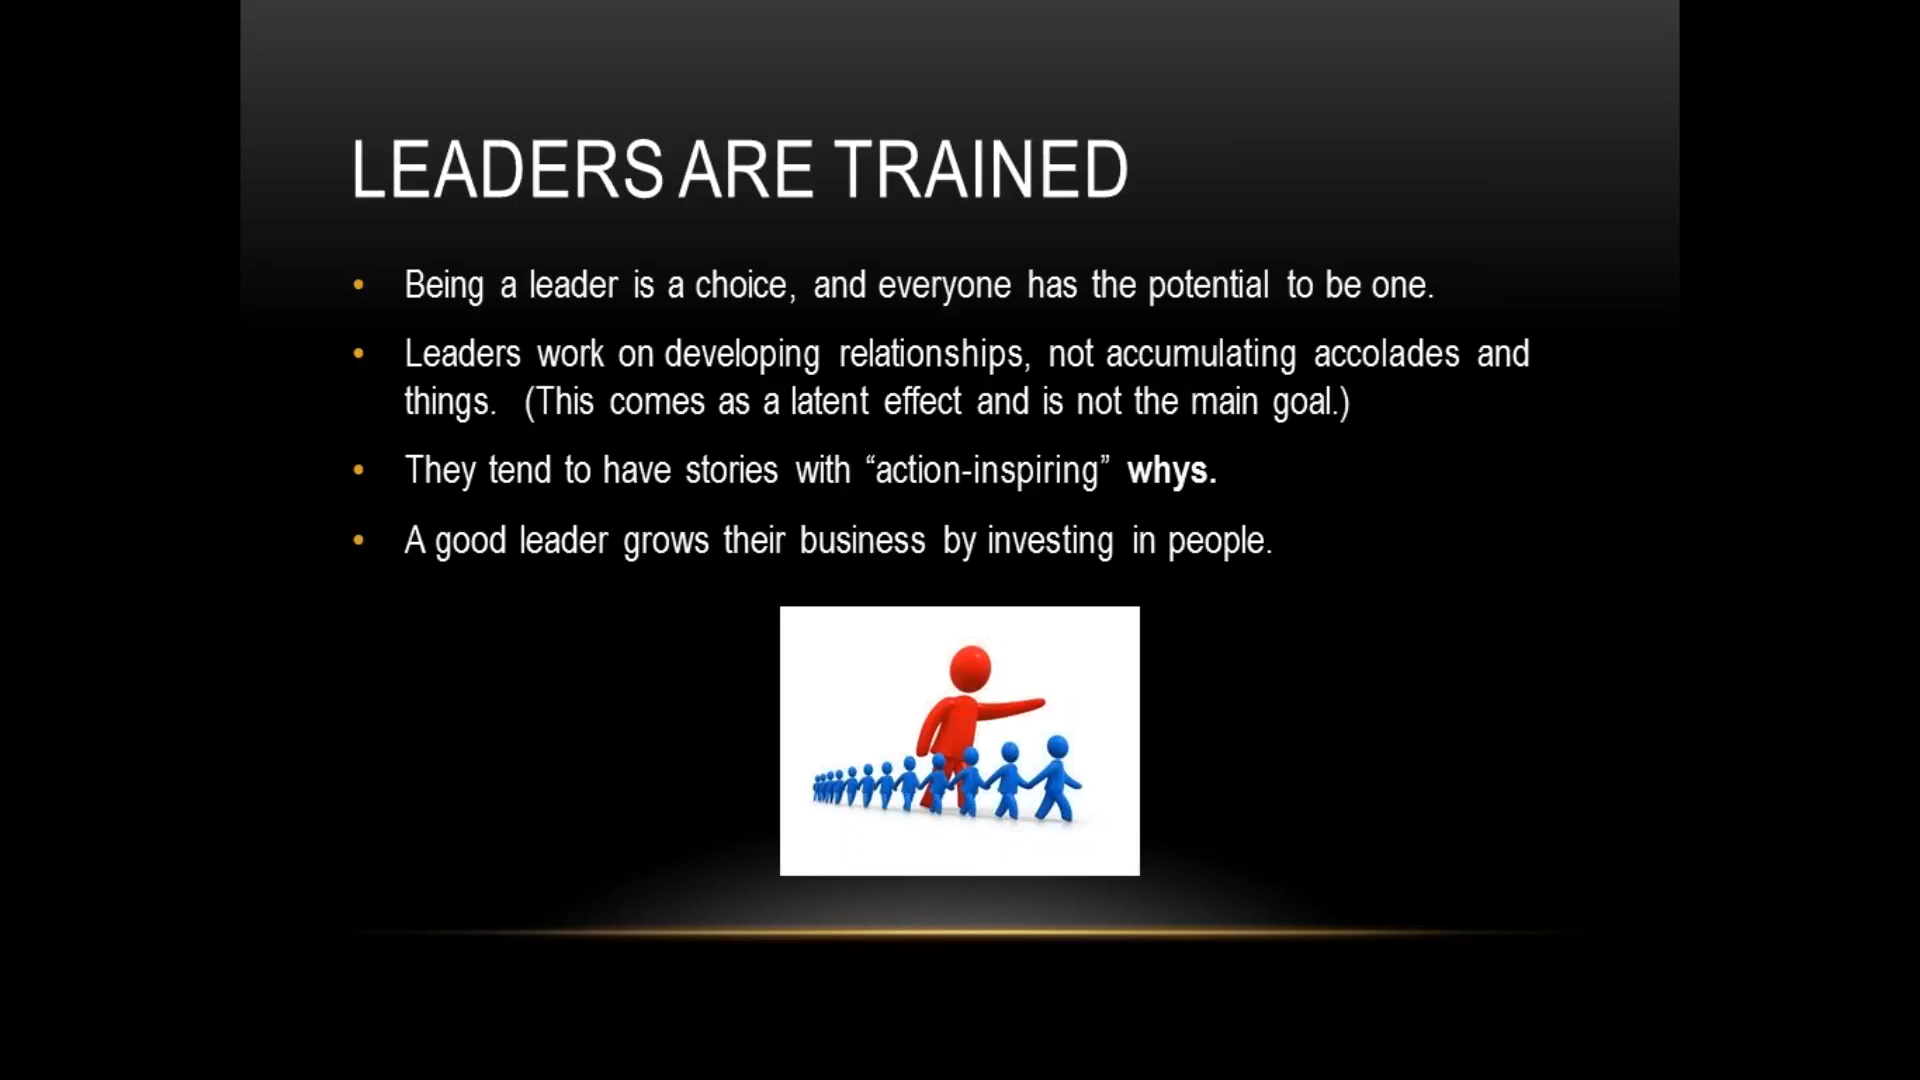 LEADERS ARE TRAINED
• Being a leader is a choice, and everyone has the potential to be one.
• Leaders work on developing relationships, not accumulating accolades and
things. (This comes as a latent effect and is not the main goal.)
• They tend to have stories with “action-inspiring” whys.
• A good leader grows their business by investing in people.